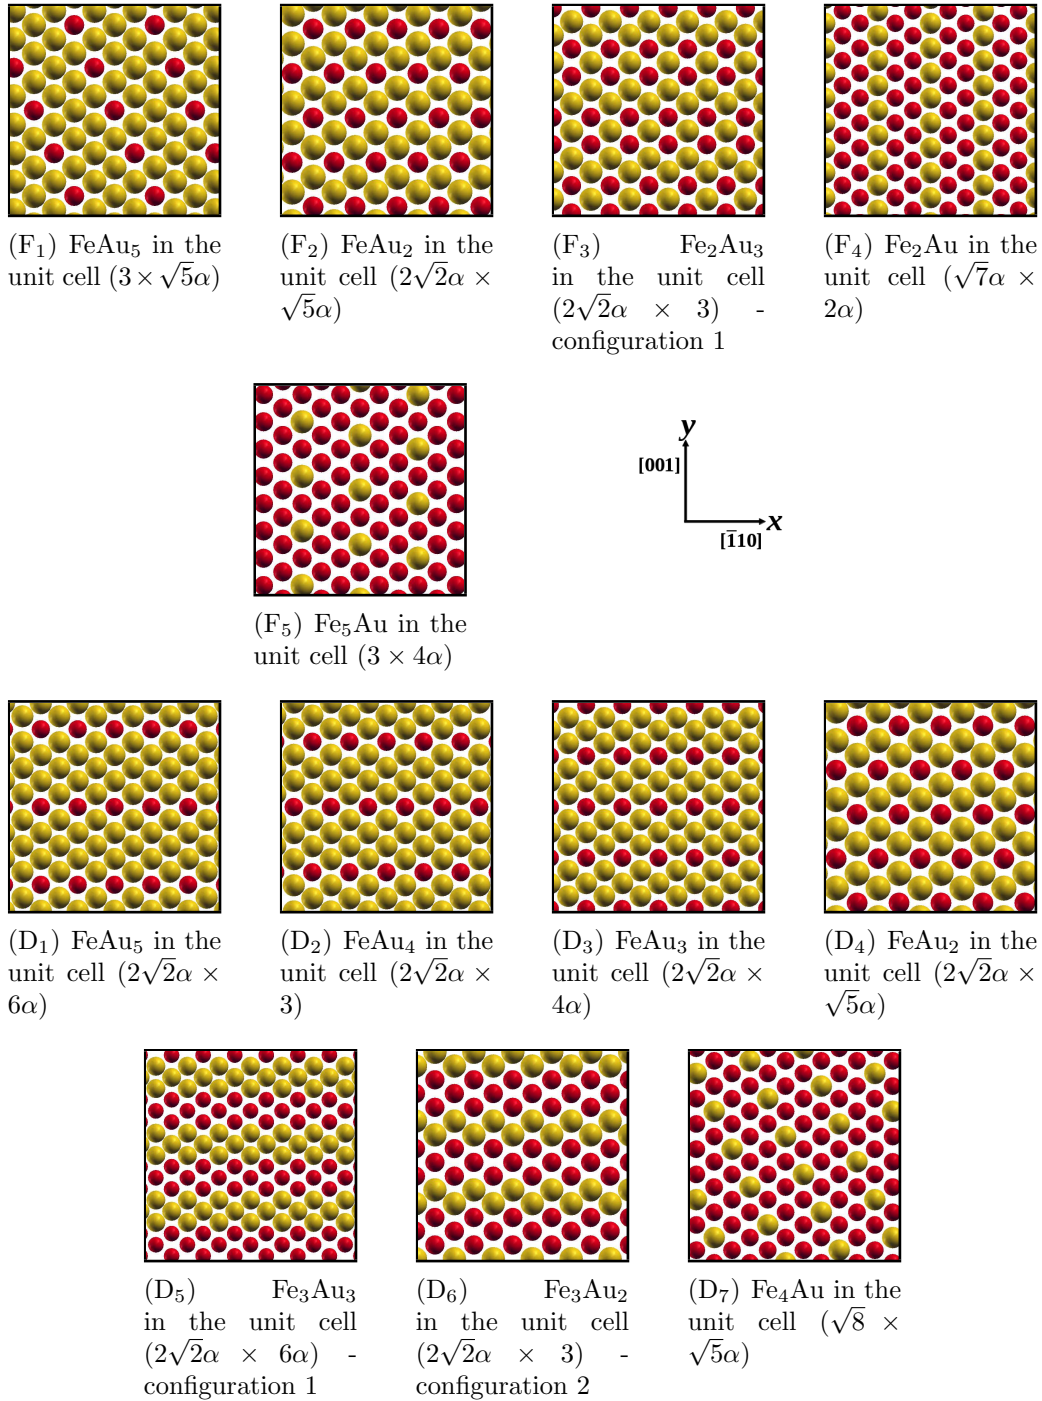 (F₁) FeAu₅ in the
unit cell (3 × √5α)
(F₂) FeAu₂ in the
unit cell (2√2α ×
√5α)
(F₃) Fe₂Au₃
in the unit cell
(2√2α × 3) -
configuration 1
(F₄) Fe₂Au in the
unit cell (√7α ×
2α)
y
[001]
x
[1̄10]
(F₅) Fe₅Au in the
unit cell (3 × 4α)
(D₁) FeAu₅ in the
unit cell (2√2α ×
6α)
(D₂) FeAu₄ in the
unit cell (2√2α ×
3)
(D₃) FeAu₃ in the
unit cell (2√2α ×
4α)
(D₄) FeAu₂ in the
unit cell (2√2α ×
√5α)
(D₅) Fe₃Au₃
in the unit cell
(2√2α × 6α) -
configuration 1
(D₆) Fe₃Au₂
in the unit cell
(2√2α × 3) -
configuration 2
(D₇) Fe₄Au in the
unit cell (√8 ×
√5α)